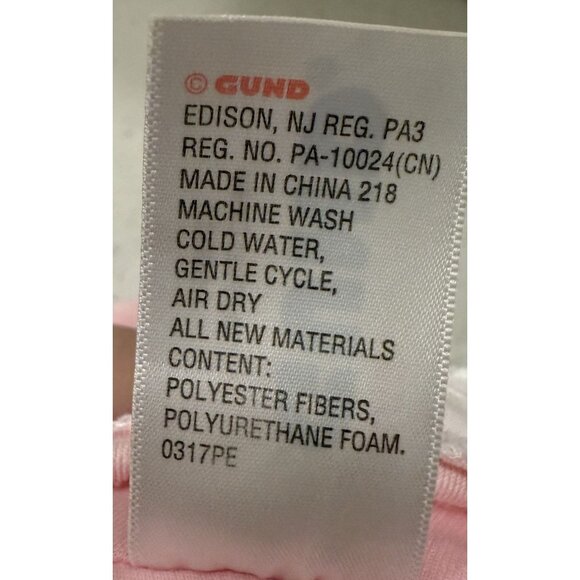 © GUND
EDISON, NJ REG. PA3
REG. NO. PA-10024(CN)
MADE IN CHINA 218
MACHINE WASH
COLD WATER,
GENTLE CYCLE,
AIR DRY
ALL NEW MATERIALS
CONTENT:
POLYESTER FIBERS,
POLYURETHANE FOAM.
0317PE